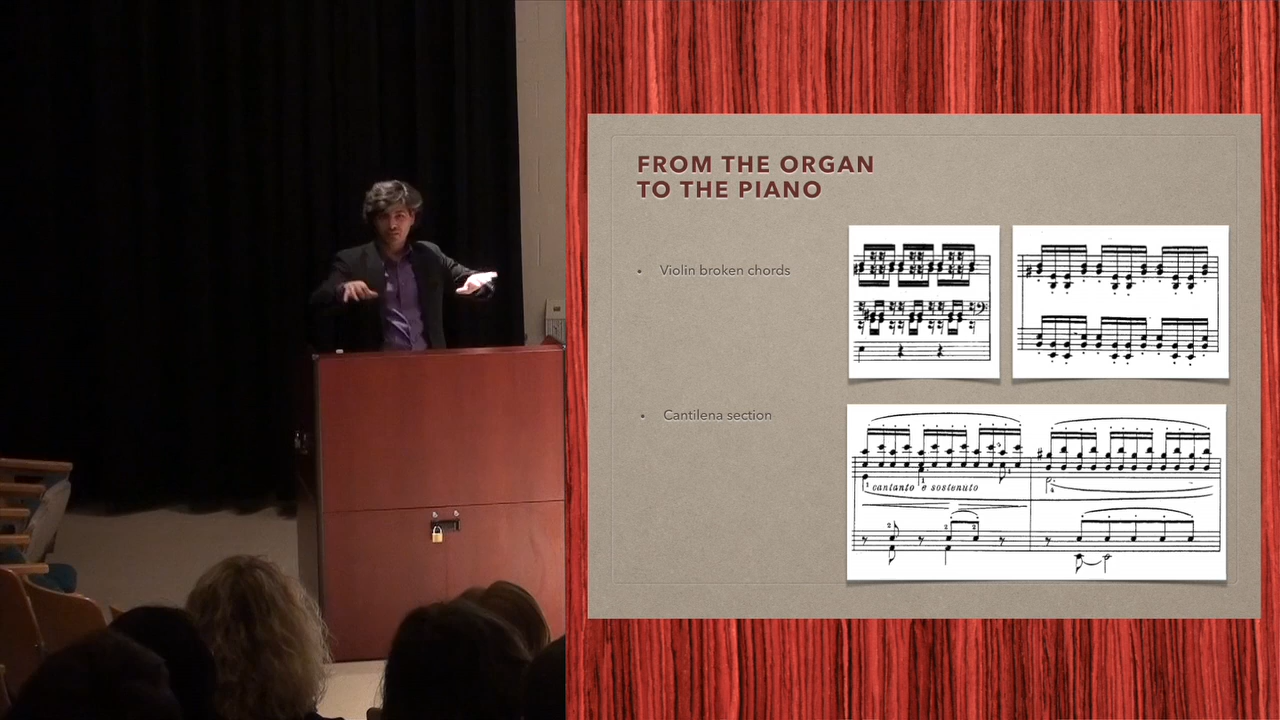 FROM THE ORGAN
TO THE PIANO
• Violin broken chords
• Cantilena section
cantanto e sostenuto